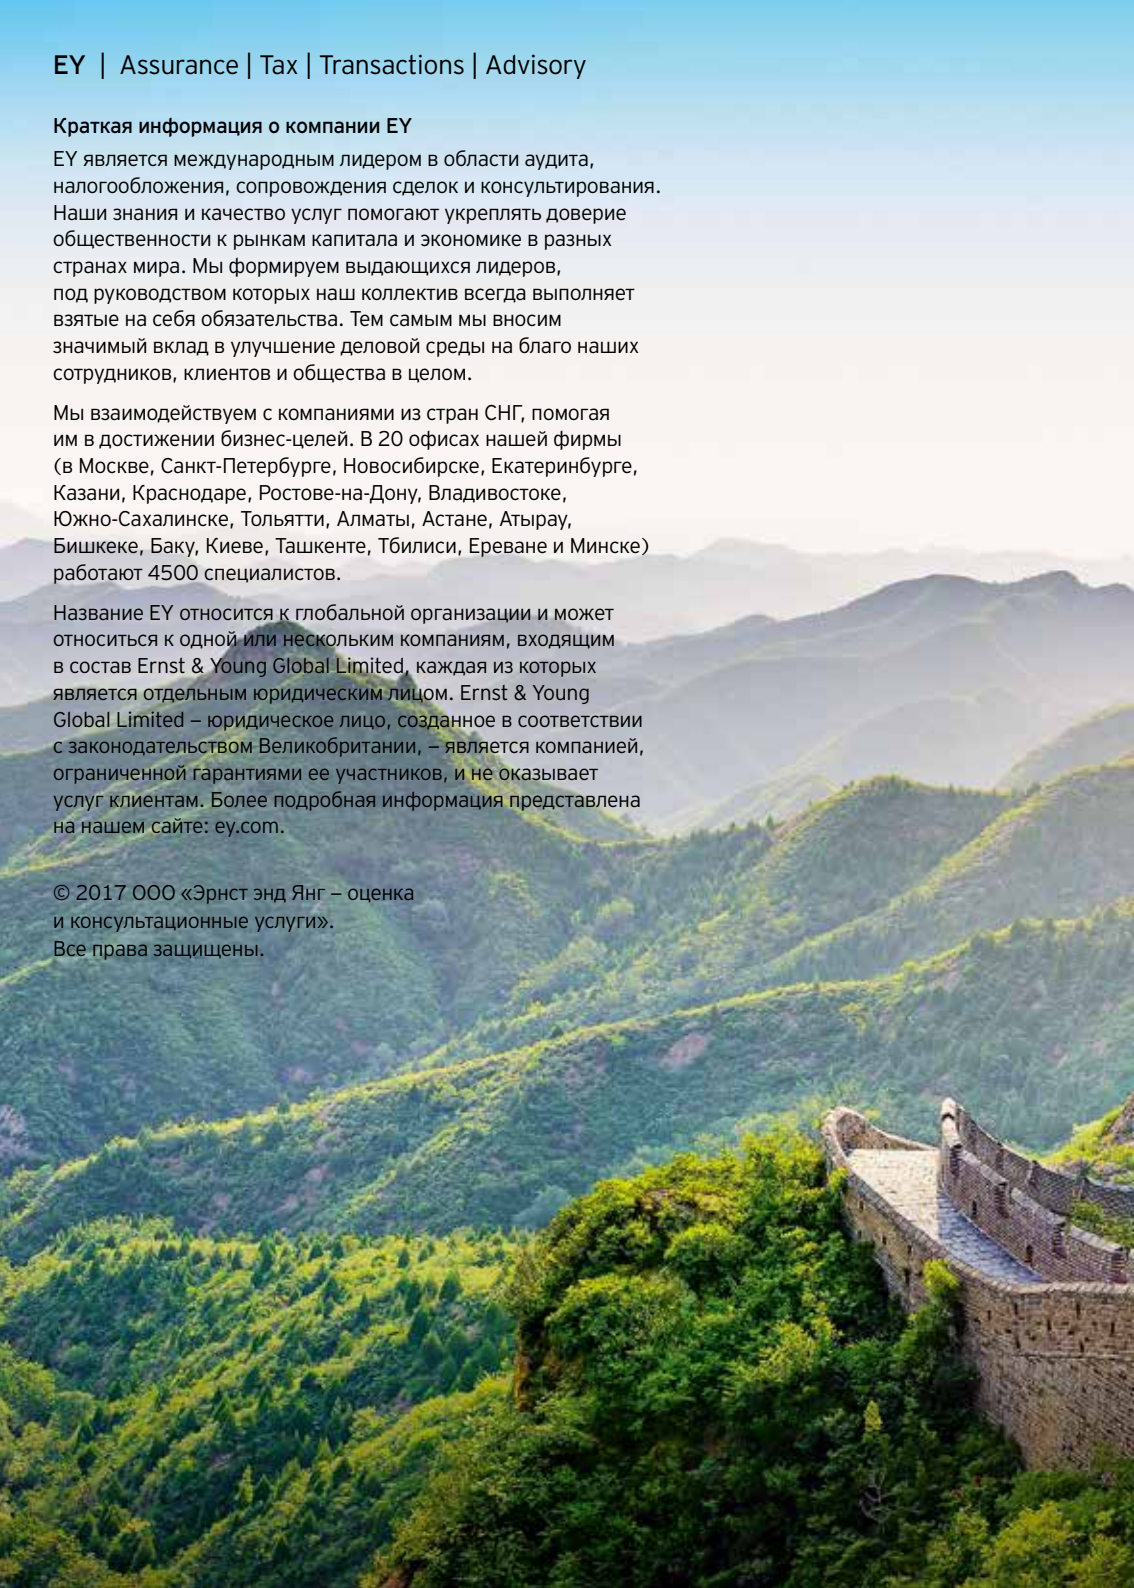 EY | Assurance | Tax | Transactions | Advisory
Краткая информация о компании EY
EY является международным лидером в области аудита,
налогообложения, сопровождения сделок и консультирования.
Наши знания и качество услуг помогают укреплять доверие
общественности к рынкам капитала и экономике в разных
странах мира. Мы формируем выдающихся лидеров,
под руководством которых наш коллектив всегда выполняет
взятые на себя обязательства. Тем самым мы вносим
значимый вклад в улучшение деловой среды на благо наших
сотрудников, клиентов и общества в целом.
Мы взаимодействуем с компаниями из стран СНГ, помогая
им в достижении бизнес-целей. В 20 офисах нашей фирмы
(в Москве, Санкт-Петербурге, Новосибирске, Екатеринбурге,
Казани, Краснодаре, Ростове-на-Дону, Владивостоке,
Южно-Сахалинске, Тольятти, Алматы, Астане, Атырау,
Бишкеке, Баку, Киеве, Ташкенте, Тбилиси, Ереване и Минске)
работают 4500 специалистов.
Название EY относится к глобальной организации и может
относиться к одной или нескольким компаниям, входящим
в состав Ernst & Young Global Limited, каждая из которых
является отдельным юридическим лицом. Ernst & Young
Global Limited – юридическое лицо, созданное в соответствии
с законодательством Великобритании, – является компанией,
ограниченной гарантиями ее участников, и не оказывает
услуг клиентам. Более подробная информация представлена
на нашем сайте: ey.com.
© 2017 ООО «Эрнст энд Янг – оценка
и консультационные услуги».
Все права защищены.